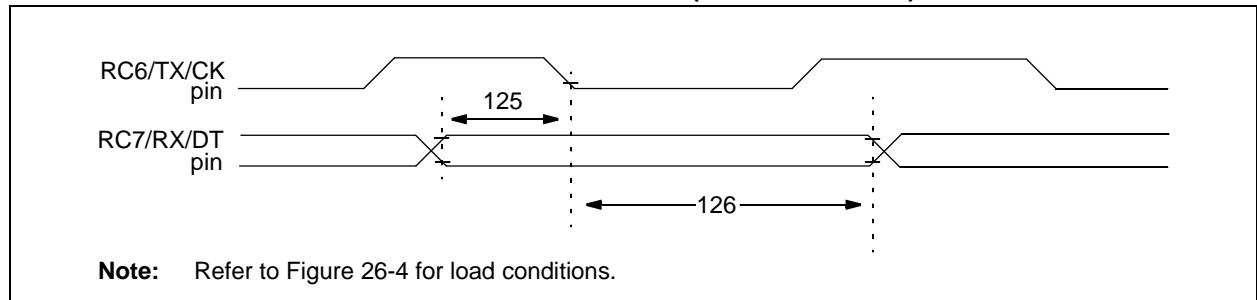 RC6/TX/CK
pin
125
RC7/RX/DT
pin
126
Note: Refer to Figure 26-4 for load conditions.